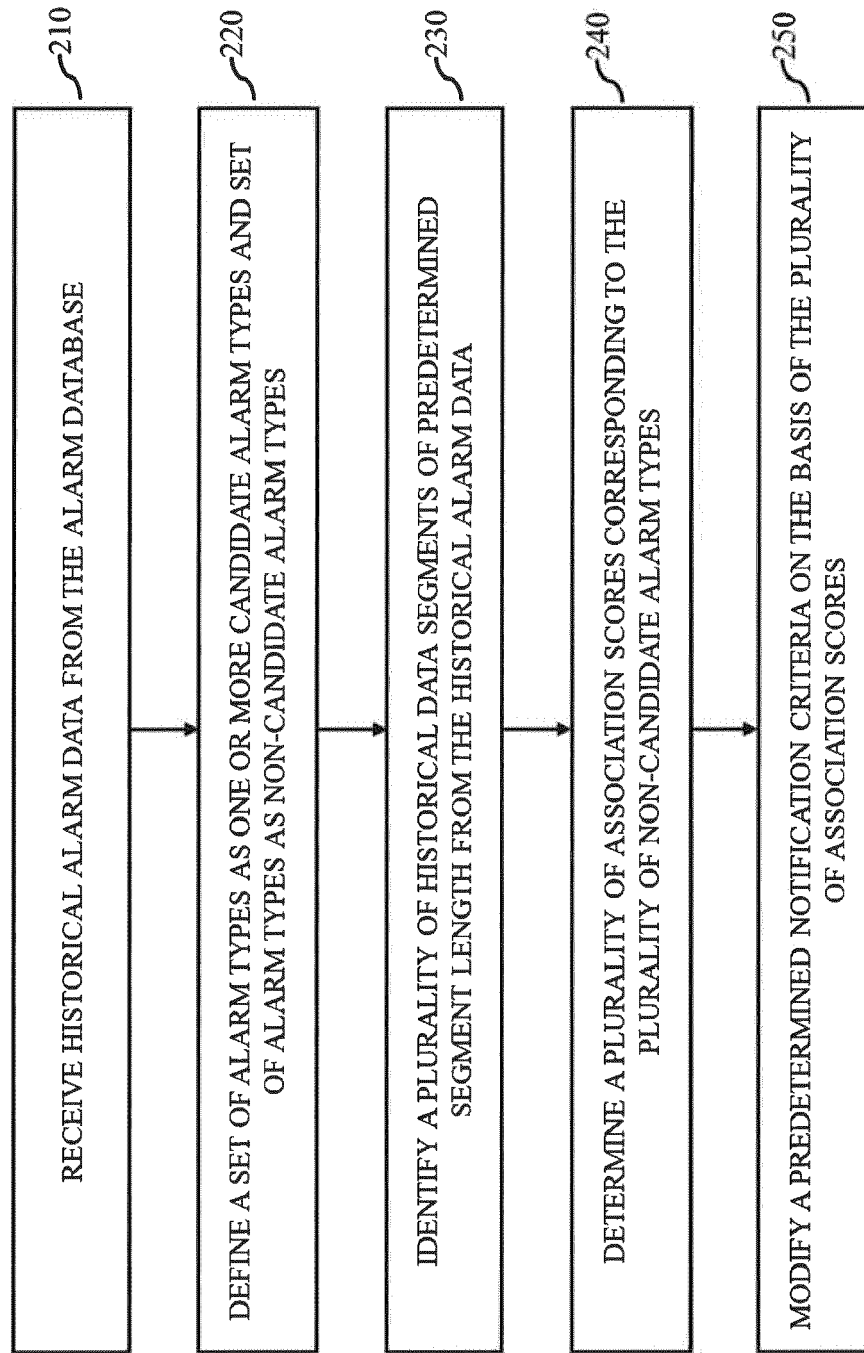 RECEIVE HISTORICAL ALARM DATA FROM THE ALARM DATABASE
210
DEFINE A SET OF ALARM TYPES AS ONE OR MORE CANDIDATE ALARM TYPES AND SET
OF ALARM TYPES AS NON-CANDIDATE ALARM TYPES
220
IDENTIFY A PLURALITY OF HISTORICAL DATA SEGMENTS OF PREDETERMINED
SEGMENT LENGTH FROM THE HISTORICAL ALARM DATA
230
DETERMINE A PLURALITY OF ASSOCIATION SCORES CORRESPONDING TO THE
PLURALITY OF NON-CANDIDATE ALARM TYPES
240
MODIFY A PREDETERMINED NOTIFICATION CRITERIA ON THE BASIS OF THE PLURALITY
OF ASSOCIATION SCORES
250